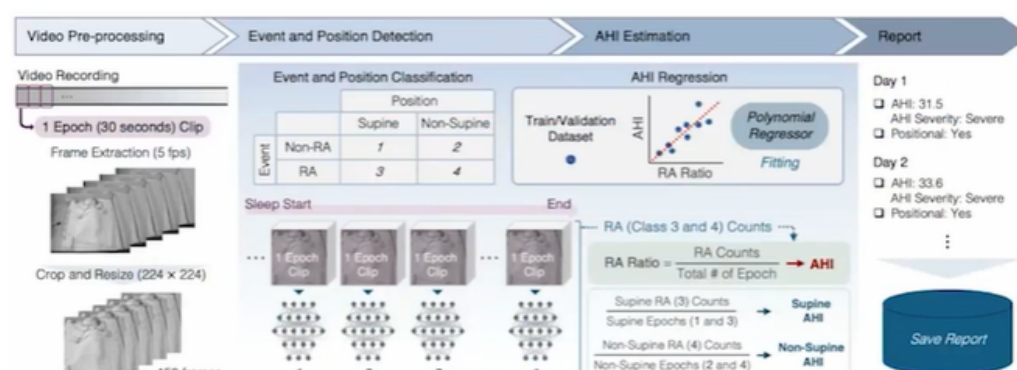 Video Pre-processing
Event and Position Detection
AHI Estimation
Report
Video Recording
...
1 Epoch (30 seconds) Clip
Frame Extraction (5 fps)
Crop and Resize (224 × 224)
Event and Position Classification
Position
Supine Non-Supine
Event
Non-RA 1 2
RA 3 4
Sleep Start End
... 1 Epoch Clip
1 Epoch Clip
1 Epoch Clip
... 1 Epoch Clip
AHI Regression
Train/Validation
Dataset
AHI
RA Ratio
Polynomial
Regressor
Fitting
RA (Class 3 and 4) Counts
RA Ratio = RA Counts
Total # of Epoch
AHI
Supine RA (3) Counts
Supine Epochs (1 and 3)
Supine
AHI
Non-Supine RA (4) Counts
Non-Supine Epochs (2 and 4)
Non-Supine
AHI
Day 1
AHI: 31.5
AHI Severity: Severe
Positional: Yes
Day 2
AHI: 33.6
AHI Severity: Severe
Positional: Yes
Save Report